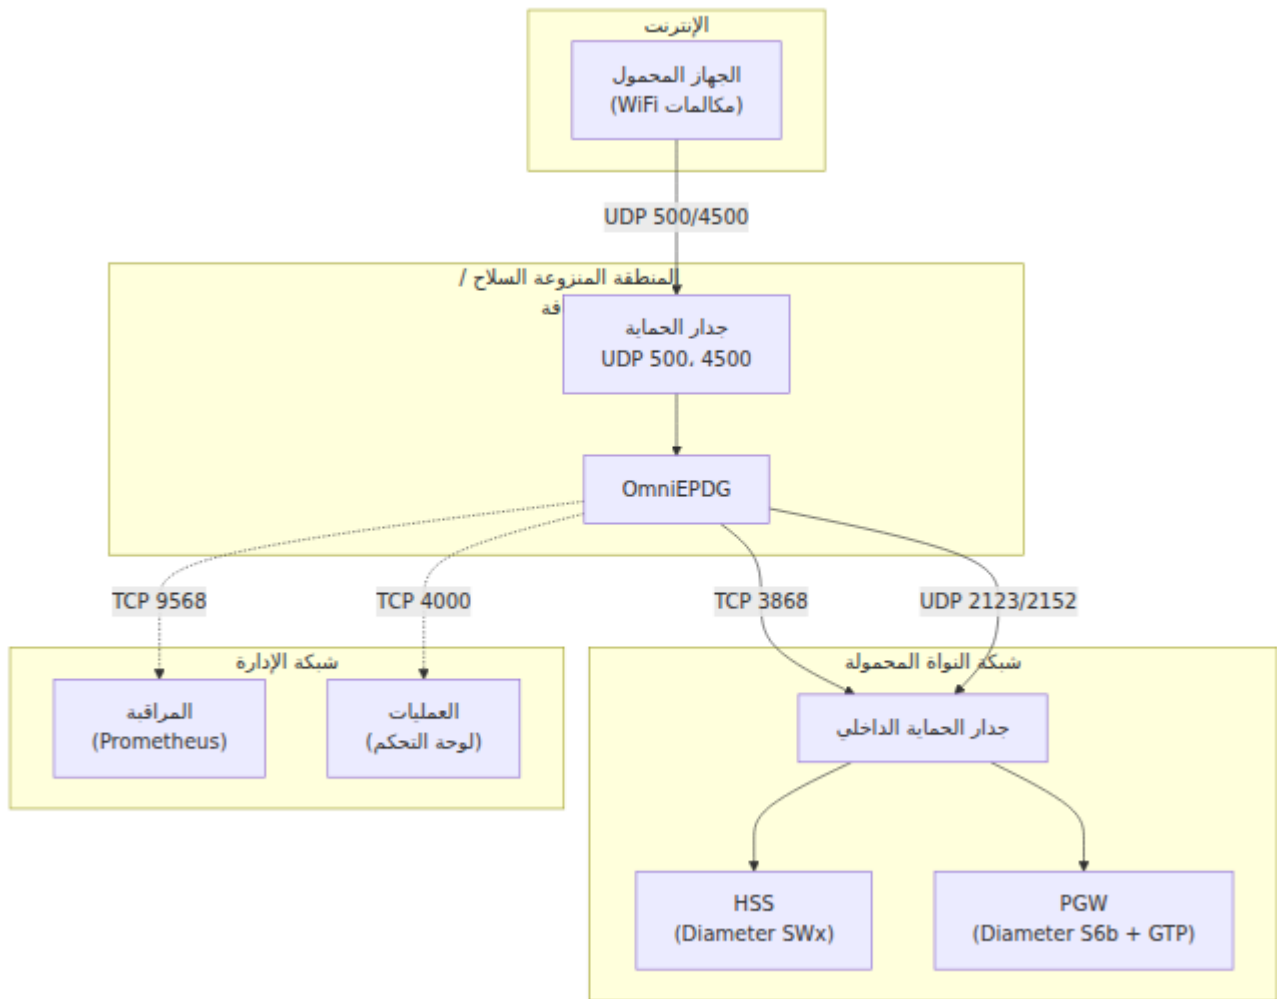 الإنترنت
الجهاز المحمول
(مكالمات WiFi)
UDP 500/4500
المنطقة المنزوعة السلاح /
جدار الحماية
UDP 500، 4500
OmniEPDG
TCP 9568
TCP 4000
TCP 3868
UDP 2123/2152
شبكة الإدارة
المراقبة
(Prometheus)
العمليات
(لوحة التحكم)
شبكة النواة المحمولة
جدار الحماية الداخلي
HSS
(Diameter SWx)
PGW
(Diameter S6b + GTP)